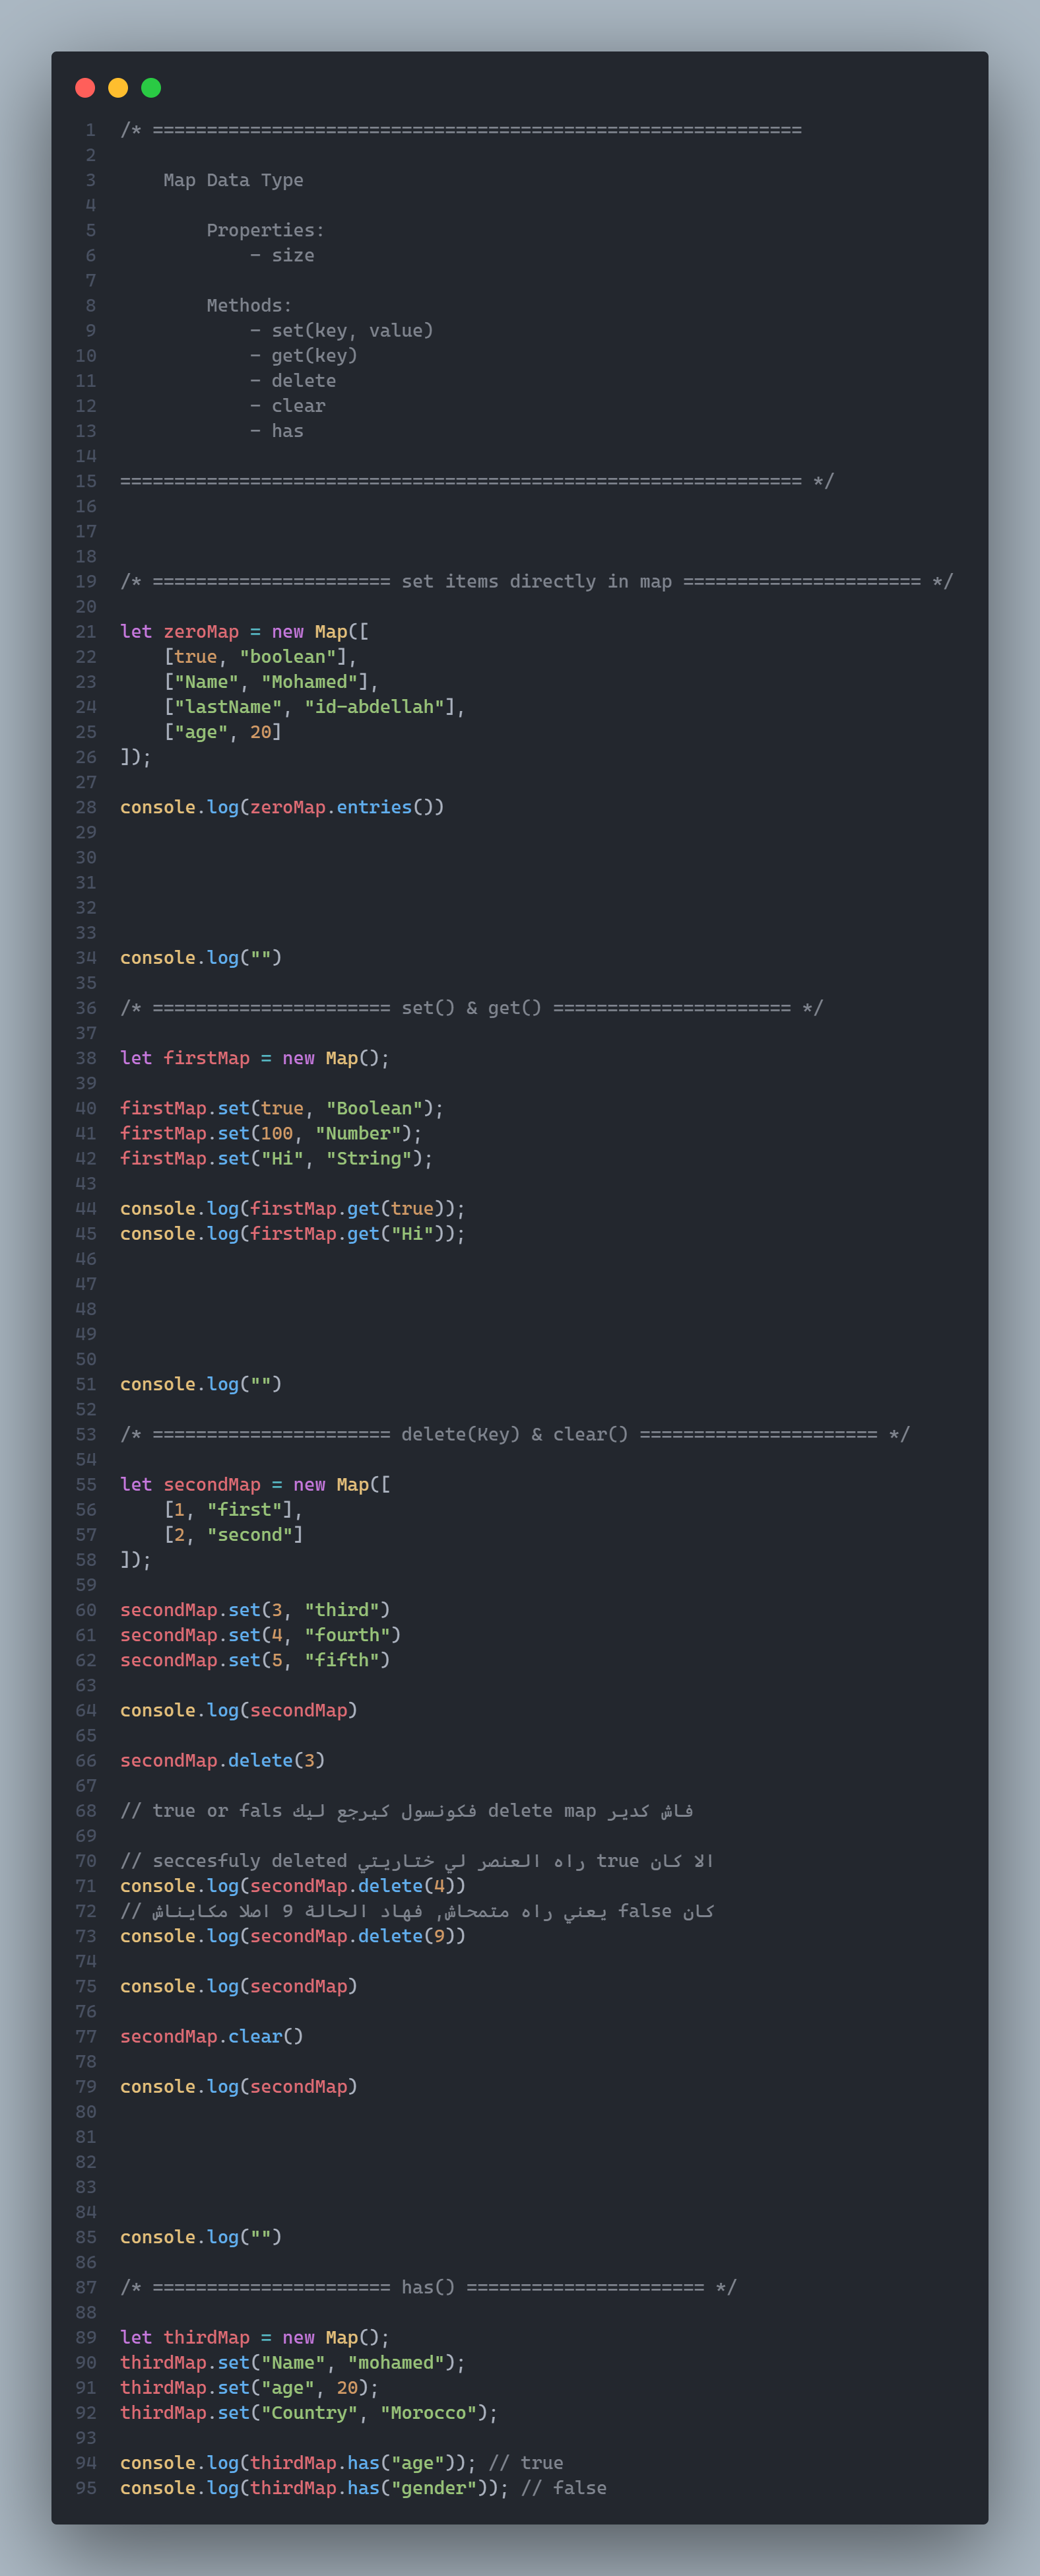 1 /* ============================================================
2
3     Map Data Type
4
5         Properties:
6             - size
7
8         Methods:
9             - set(key, value)
10             - get(key)
11             - delete
12             - clear
13             - has
14
15 =============================================================== */
16
17
18
19 /* ====================== set items directly in map ====================== */
20
21 let zeroMap = new Map([
22     [true, "boolean"],
23     ["Name", "Mohamed"],
24     ["lastName", "id-abdellah"],
25     ["age", 20]
26 ]);
27
28 console.log(zeroMap.entries())
29
30
31
32
33
34 console.log("")
35
36 /* ====================== set() & get() ====================== */
37
38 let firstMap = new Map();
39
40 firstMap.set(true, "Boolean");
41 firstMap.set(100, "Number");
42 firstMap.set("Hi", "String");
43
44 console.log(firstMap.get(true));
45 console.log(firstMap.get("Hi"));
46
47
48
49
50
51 console.log("")
52
53 /* ====================== delete(Key) & clear() ====================== */
54
55 let secondMap = new Map([
56     [1, "first"],
57     [2, "second"]
58 ]);
59
60 secondMap.set(3, "third")
61 secondMap.set(4, "fourth")
62 secondMap.set(5, "fifth")
63
64 console.log(secondMap)
65
66 secondMap.delete(3)
67
68 // true or fals فاش كدير delete map فكونسول كيرجع ليك
69
70 // seccesfuly deleted الا كان true راه العنصر لي ختاريتي
71 console.log(secondMap.delete(4))
72 // كان false يعني راه متمحاش, فهاد الحالة 9 اصلا مكايناش
73 console.log(secondMap.delete(9))
74
75 console.log(secondMap)
76
77 secondMap.clear()
78
79 console.log(secondMap)
80
81
82
83
84
85 console.log("")
86
87 /* ====================== has() ====================== */
88
89 let thirdMap = new Map();
90 thirdMap.set("Name", "mohamed");
91 thirdMap.set("age", 20);
92 thirdMap.set("Country", "Morocco");
93
94 console.log(thirdMap.has("age")); // true
95 console.log(thirdMap.has("gender")); // false